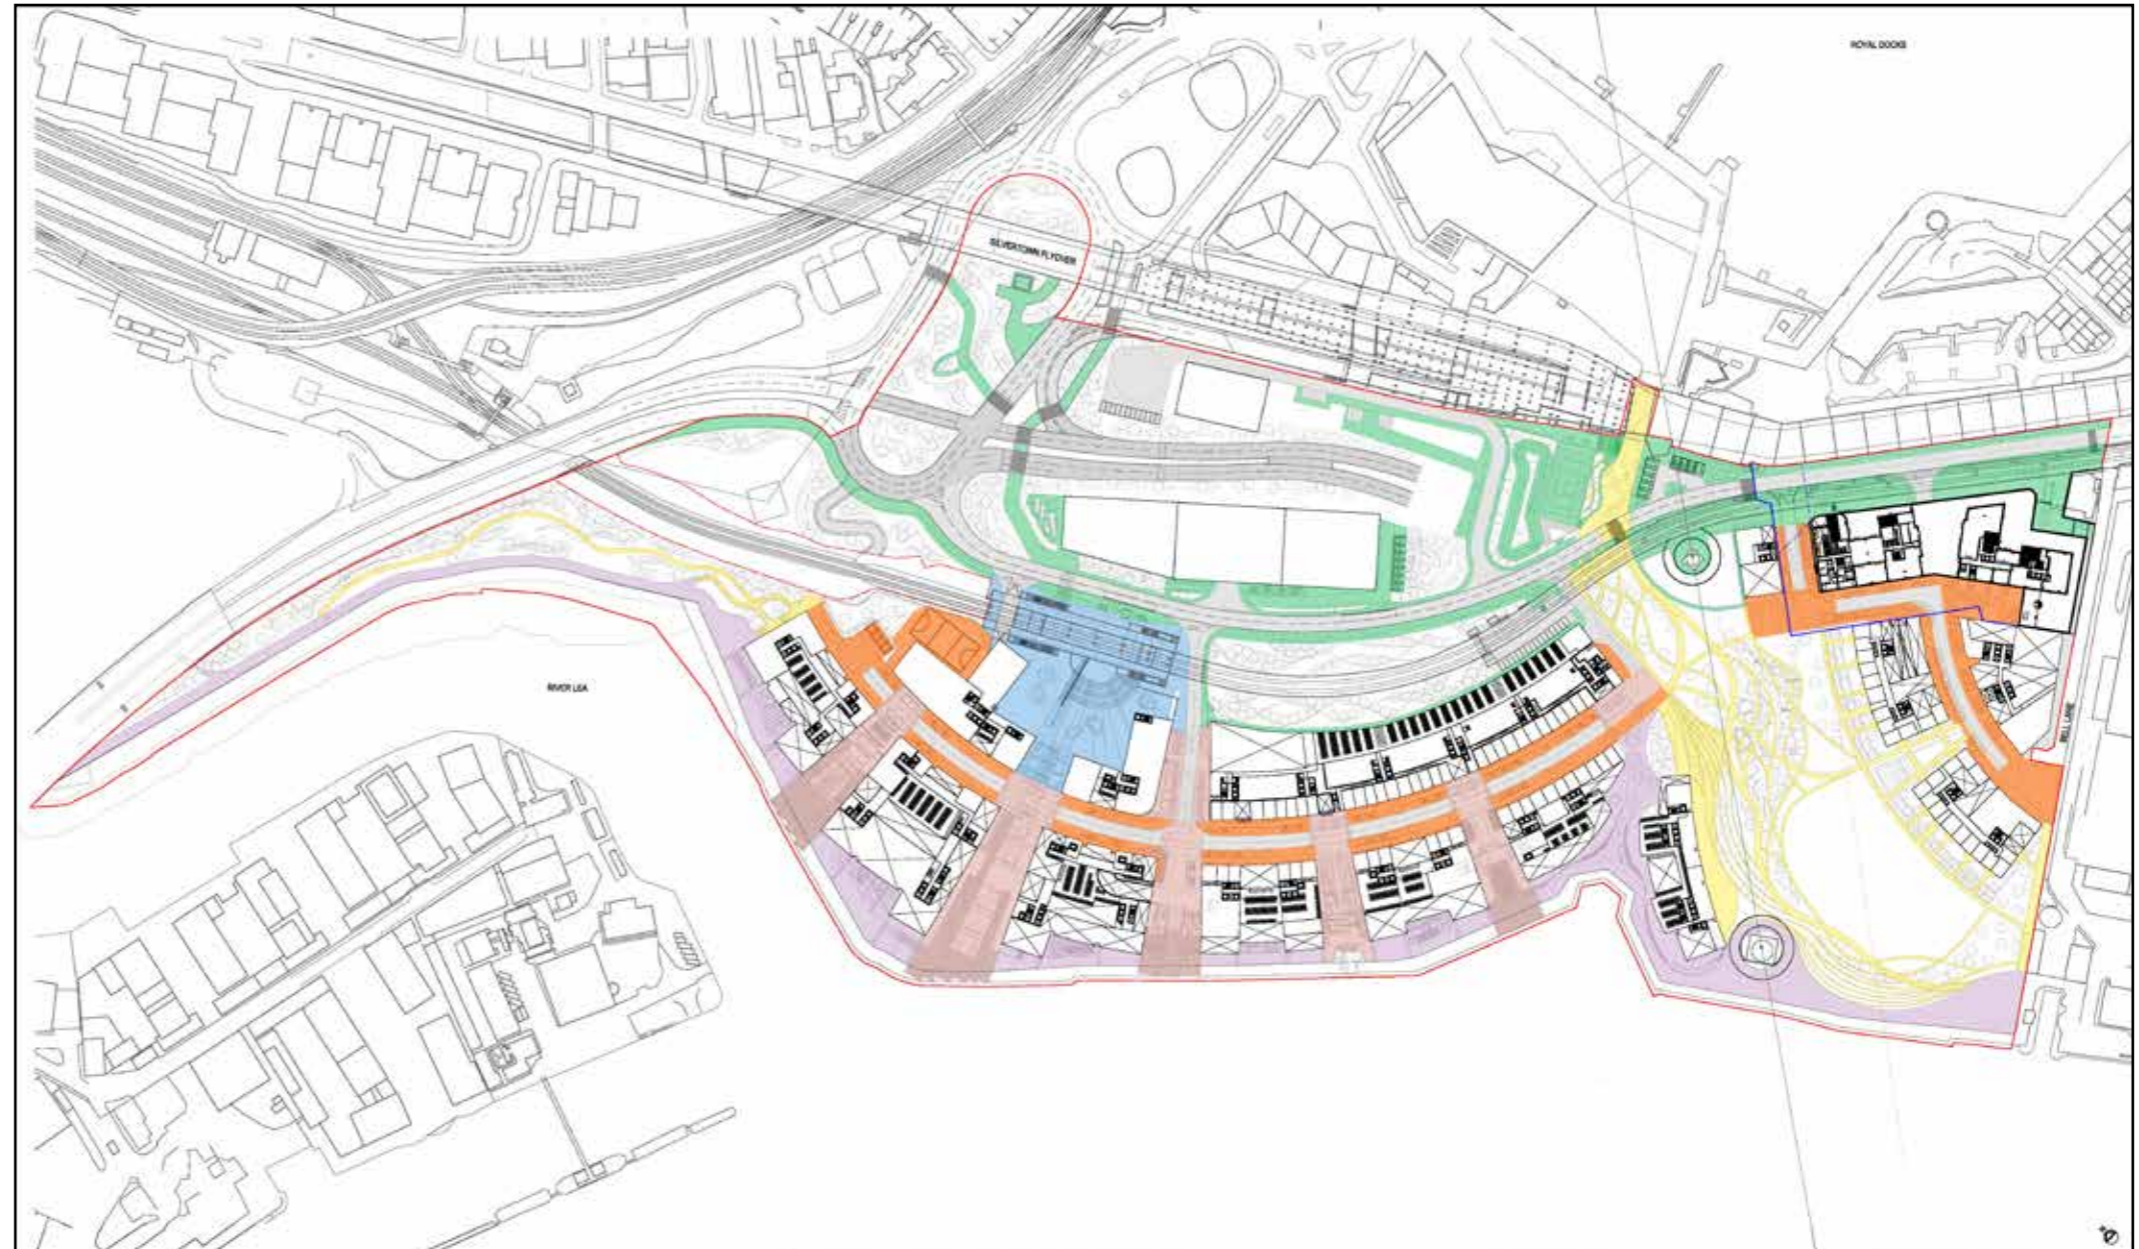 ROYAL DOCKS
SILVERTOWN FLYOVER
RIVER LEA
BELL LANE